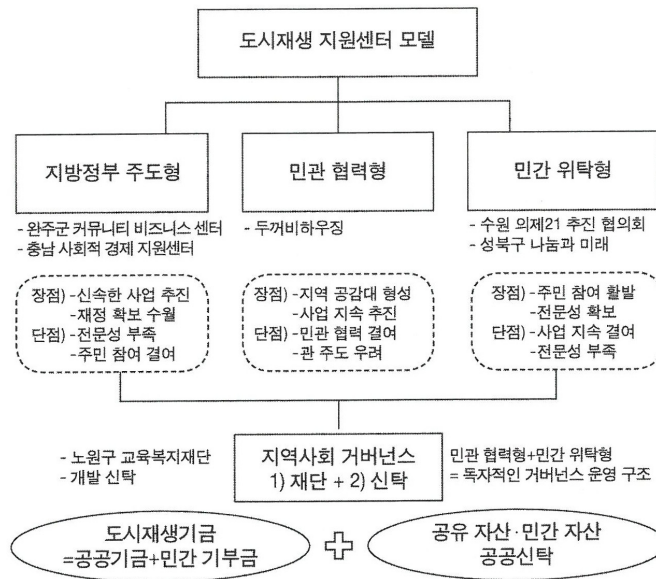 도시재생 지원센터 모델
지방정부 주도형
- 완주군 커뮤니티 비즈니스 센터
- 충남 사회적 경제 지원센터
장점) -신속한 사업 추진
-재정 확보 수월
단점) -전문성 부족
-주민 참여 결여
민관 협력형
- 두꺼비하우징
장점) -지역 공감대 형성
-사업 지속 추진
단점) -민관 협력 결여
-관 주도 우려
민간 위탁형
- 수원 의제21 추진 협의회
- 성북구 나눔과 미래
장점) -주민 참여 활발
-전문성 확보
단점) -사업 지속 결여
-전문성 부족
- 노원구 교육복지재단
- 개발 신탁
지역사회 거버넌스
1) 재단 + 2) 신탁
민관 협력형+민간 위탁형
= 독자적인 거버넌스 운영 구조
도시재생기금
=공공기금+민간 기부금
공유 자산·민간 자산
공공신탁